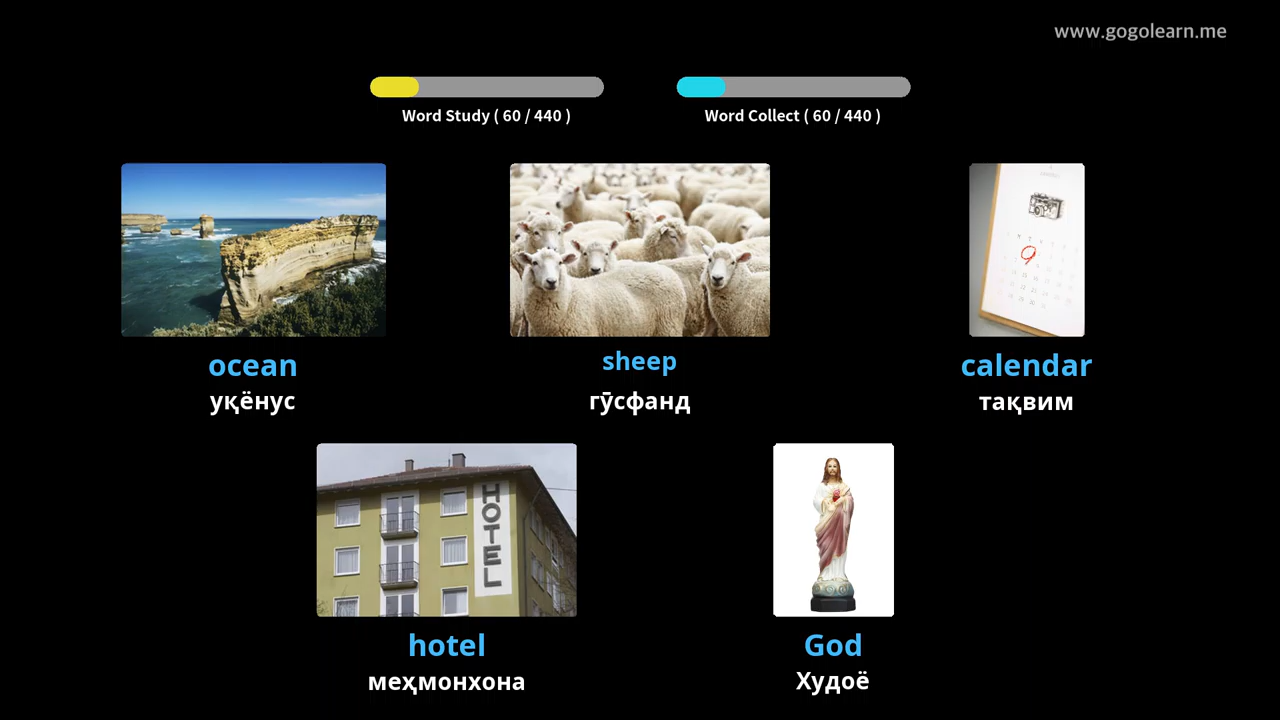 www.gogolearn.me
Word Study ( 60 / 440 )
Word Collect ( 60 / 440 )
ocean
уқёнус
sheep
гӯсфанд
calendar
тақвим
HOTEL
hotel
меҳмонхона
God
Худоё